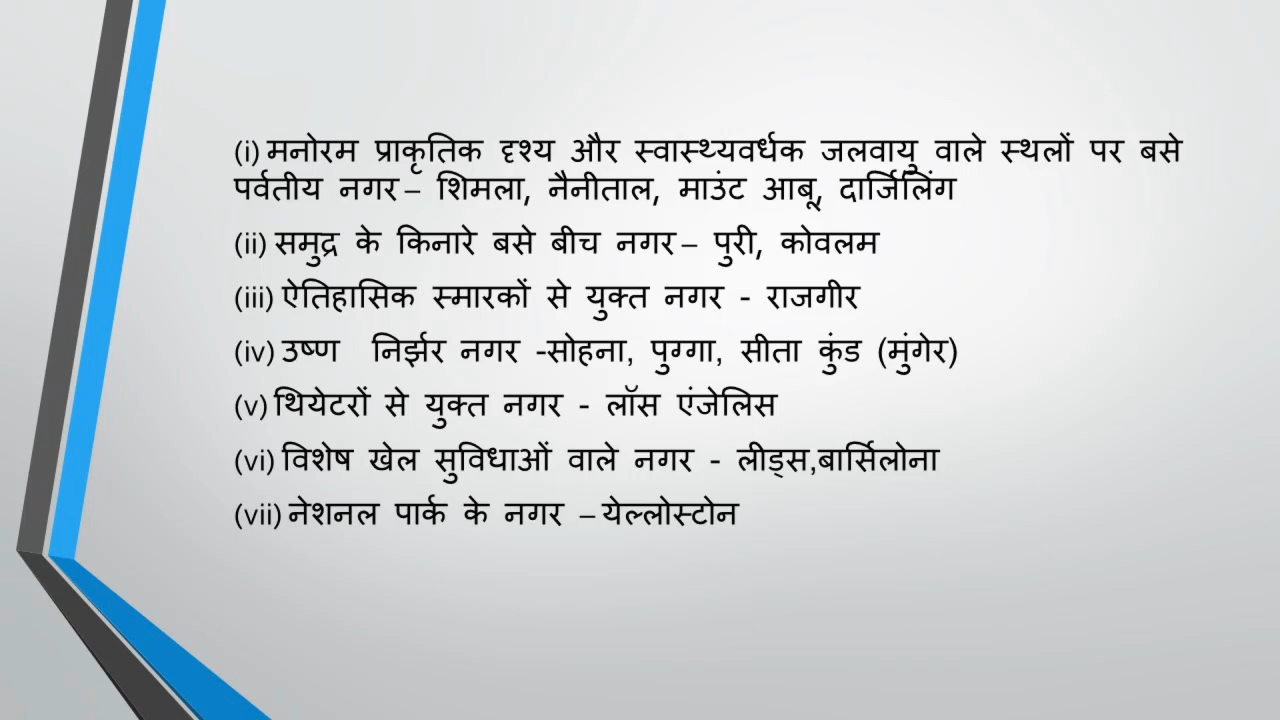 (i) मनोरम प्राकृतिक दृश्य और स्वास्थ्यवर्धक जलवायु वाले स्थलों पर बसे
पर्वतीय नगर – शिमला, नैनीताल, माउंट आबू, दार्जिलिंग
(ii) समुद्र के किनारे बसे बीच नगर – पुरी, कोवलम
(iii) ऐतिहासिक स्मारकों से युक्त नगर - राजगीर
(iv) उष्ण निर्झर नगर -सोहना, पुग्गा, सीता कुंड (मुंगेर)
(v) थियेटरों से युक्त नगर - लॉस एंजेलिस
(vi) विशेष खेल सुविधाओं वाले नगर - लीड्स,बार्सिलोना
(vii) नेशनल पार्क के नगर – येल्लोस्टोन